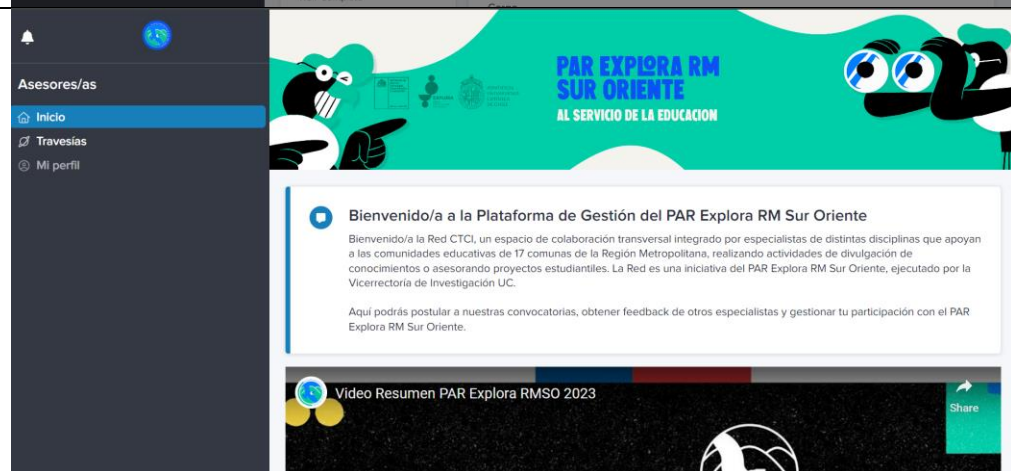 Asesores/as
Inicio
Travesías
Mi perfil
PAR EXPLORA RM
SUR ORIENTE
AL SERVICIO DE LA EDUCACION
Bienvenido/a a la Plataforma de Gestión del PAR Explora RM Sur Oriente
Bienvenido/a la Red CTCI, un espacio de colaboración transversal integrado por especialistas de distintas disciplinas que apoyan
a las comunidades educativas de 17 comunas de la Región Metropolitana, realizando actividades de divulgación de
conocimientos o asesorando proyectos estudiantiles. La Red es una iniciativa del PAR Explora RM Sur Oriente, ejecutado por la
Vicerrectoría de Investigación UC.
Aquí podrás postular a nuestras convocatorias, obtener feedback de otros especialistas y gestionar tu participación con el PAR
Explora RM Sur Oriente.
Video Resumen PAR Explora RMSO 2023
Share